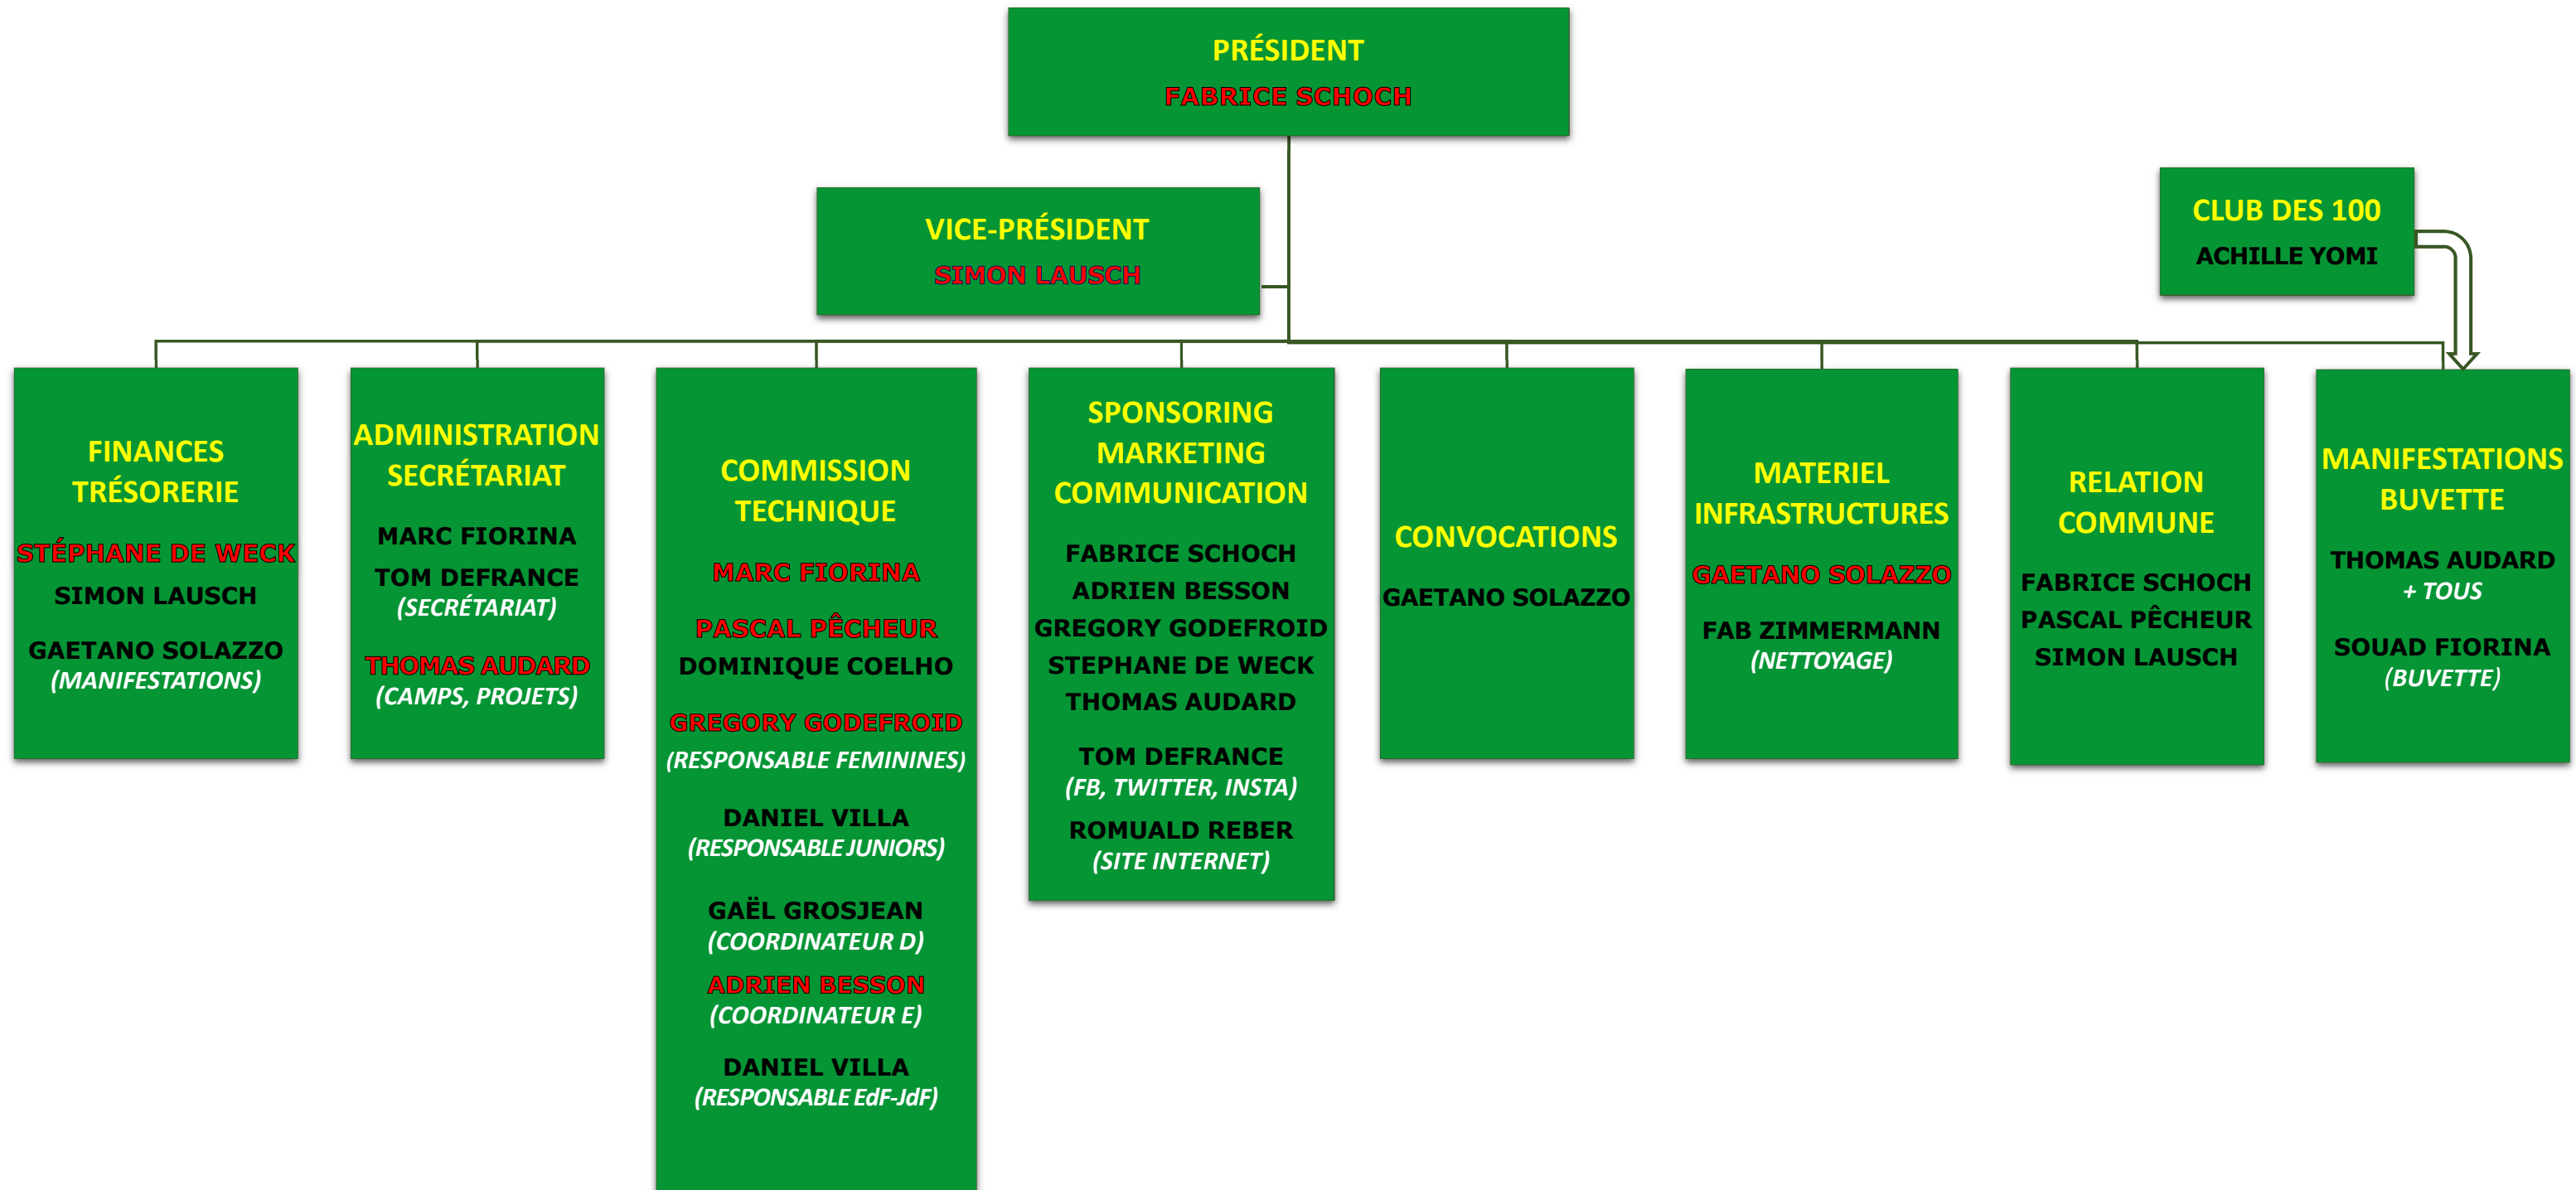 PRÉSIDENT
FABRICE SCHOCH
VICE-PRÉSIDENT
SIMON LAUSCH
CLUB DES 100
ACHILLE YOMI
FINANCES
TRÉSORERIE
STÉPHANE DE WECK
SIMON LAUSCH
GAETANO SOLAZZO
(MANIFESTATIONS)
ADMINISTRATION
SECRÉTARIAT
MARC FIORINA
TOM DEFRANCE
(SECRÉTARIAT)
THOMAS AUDARD
(CAMPS, PROJETS)
COMMISSION
TECHNIQUE
MARC FIORINA
PASCAL PÊCHEUR
DOMINIQUE COELHO
GREGORY GODEFROID
(RESPONSABLE FEMININES)
DANIEL VILLA
(RESPONSABLE JUNIORS)
GAËL GROSJEAN
(COORDINATEUR D)
ADRIEN BESSON
(COORDINATEUR E)
DANIEL VILLA
(RESPONSABLE EdF-JdF)
SPONSORING
MARKETING
COMMUNICATION
FABRICE SCHOCH
ADRIEN BESSON
GREGORY GODEFROID
STEPHANE DE WECK
THOMAS AUDARD
TOM DEFRANCE
(FB, TWITTER, INSTA)
ROMUALD REBER
(SITE INTERNET)
CONVOCATIONS
GAETANO SOLAZZO
MATERIEL
INFRASTRUCTURES
GAETANO SOLAZZO
FAB ZIMMERMANN
(NETTOYAGE)
RELATION
COMMUNE
FABRICE SCHOCH
PASCAL PÊCHEUR
SIMON LAUSCH
MANIFESTATIONS
BUVETTE
THOMAS AUDARD
+ TOUS
SOUAD FIORINA
(BUVETTE)